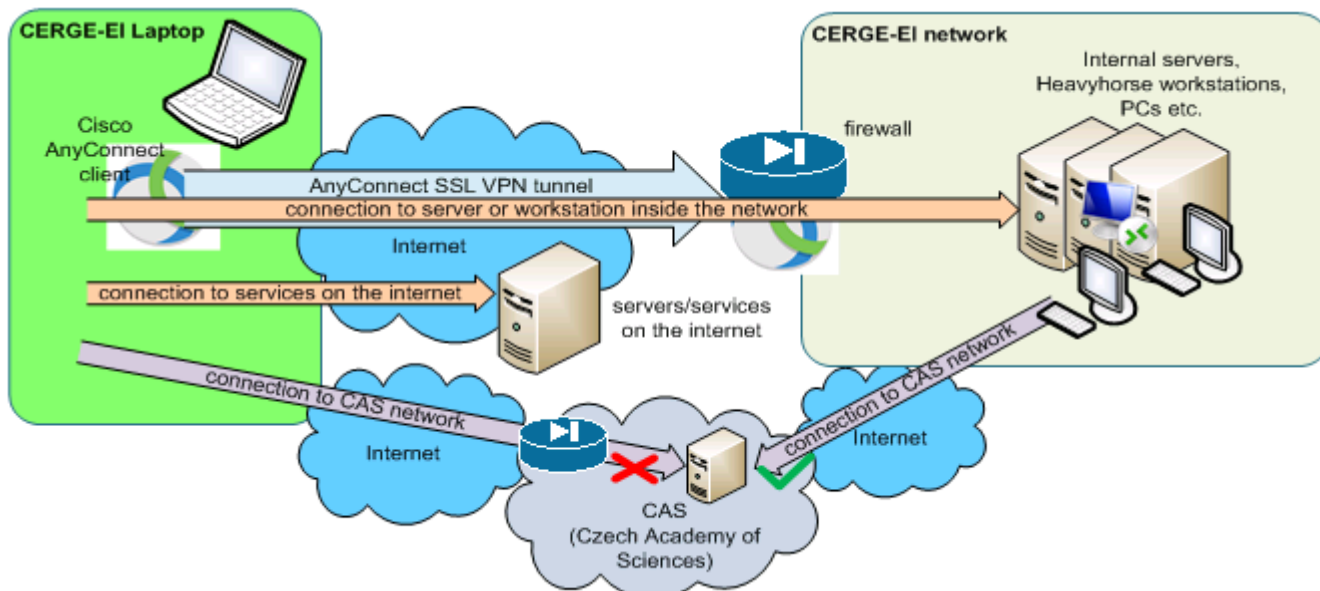 CERGE-EI Laptop
CERGE-EI network
Internal servers,
Heavyhorse workstations,
PCs etc.
Cisco
AnyConnect
client
firewall
AnyConnect SSL VPN tunnel
connection to server or workstation inside the network
Internet
connection to services on the internet
servers/services
on the internet
connection to CAS network
Internet
connection to CAS network
Internet
CAS
(Czech Academy of
Sciences)